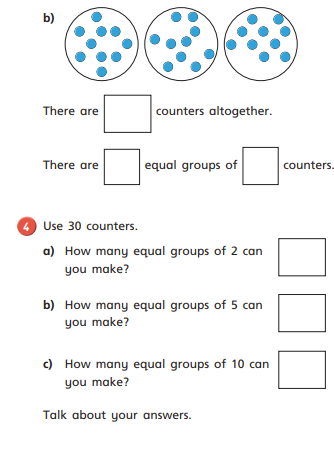 b)
There are counters altogether.
There are equal groups of counters.
4 Use 30 counters.
a) How many equal groups of 2 can
you make?
b) How many equal groups of 5 can
you make?
c) How many equal groups of 10 can
you make?
Talk about your answers.